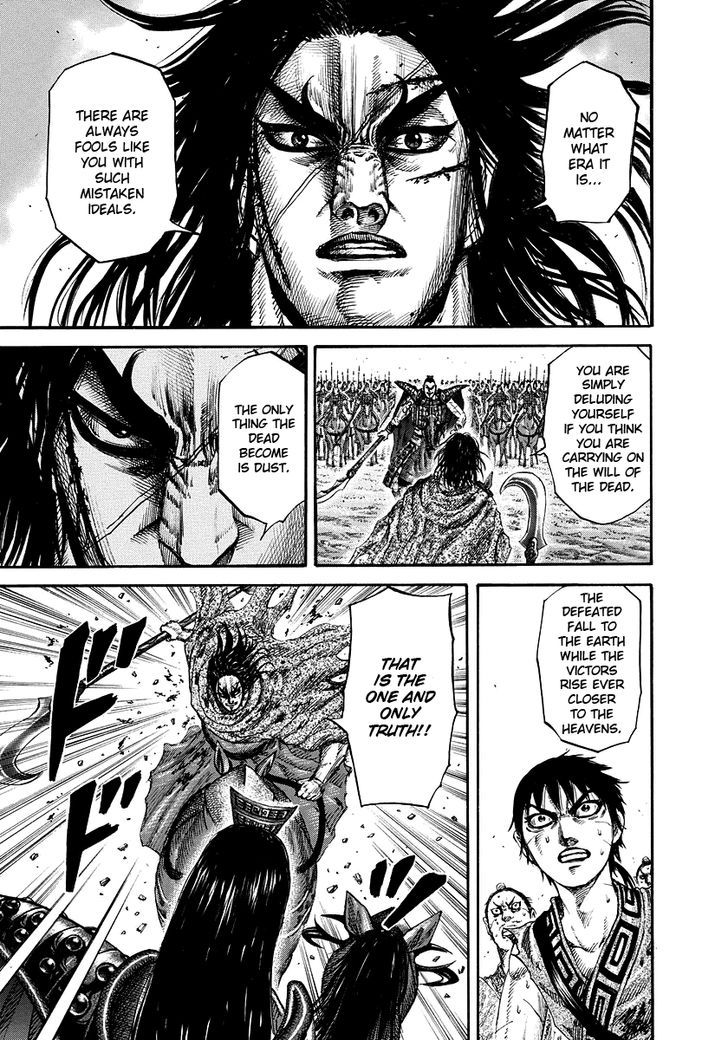 NO
MATTER
WHAT
ERA IT
IS...
THERE ARE
ALWAYS
FOOLS LIKE
YOU WITH
SUCH
MISTAKEN
IDEALS.
YOU ARE
SIMPLY
DELUDING
YOURSELF
IF YOU THINK
YOU ARE
CARRYING ON
THE WILL OF
THE DEAD.
THE ONLY
THING THE
DEAD
BECOME
IS DUST.
THE
DEFEATED
FALL TO
THE EARTH
WHILE THE
VICTORS
RISE EVER
CLOSER
TO THE
HEAVENS.
THAT
IS THE
ONE AND
ONLY
TRUTH!!
ドドッ